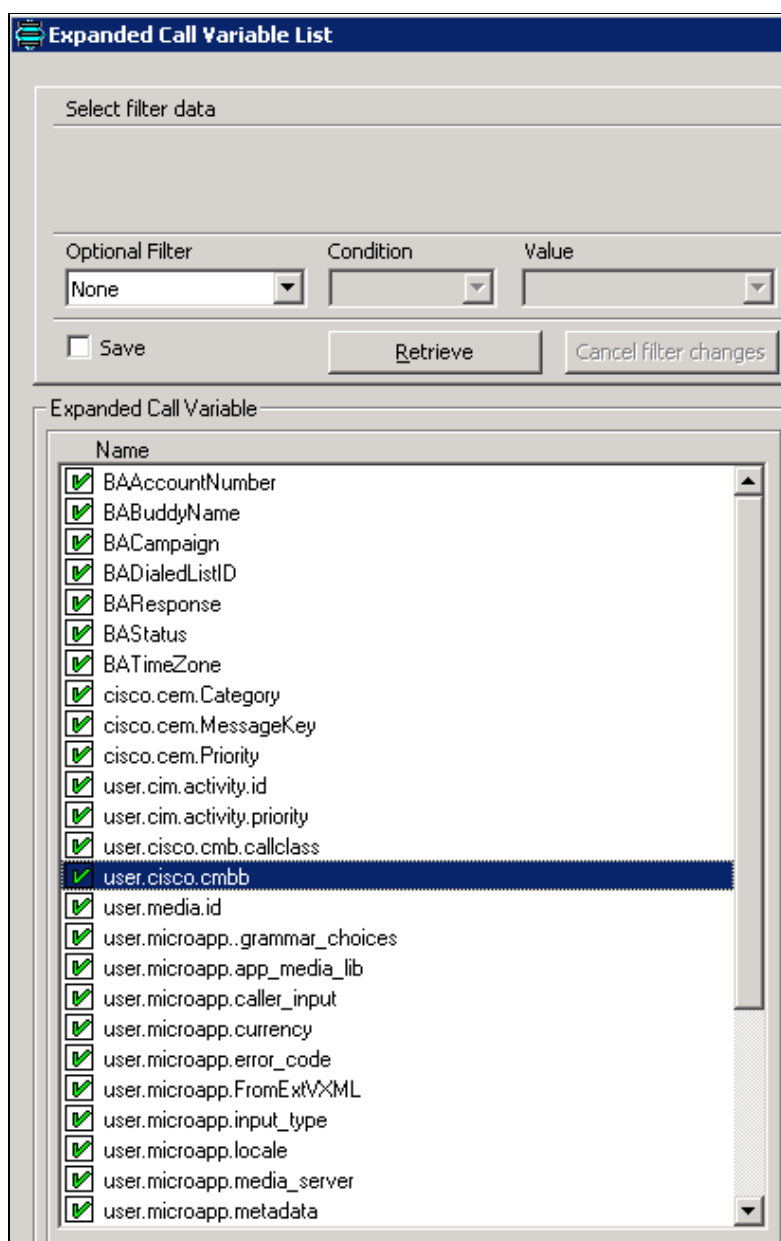 Expanded Call Variable List
Select filter data
Optional Filter Condition Value
None
Save Retrieve Cancel filter changes
Expanded Call Variable
Name
BAAccountNumber
BABuddyName
BACampaign
BADialedListID
BAResponse
BAStatus
BATimeZone
cisco.cem.Category
cisco.cem.MessageKey
cisco.cem.Priority
user.cim.activity.id
user.cim.activity.priority
user.cisco.cmb.callclass
user.cisco.cmbb
user.media.id
user.microapp..grammar_choices
user.microapp.app_media_lib
user.microapp.caller_input
user.microapp.currency
user.microapp.error_code
user.microapp.FromExtVXML
user.microapp.input_type
user.microapp.locale
user.microapp.media_server
user.microapp.metadata